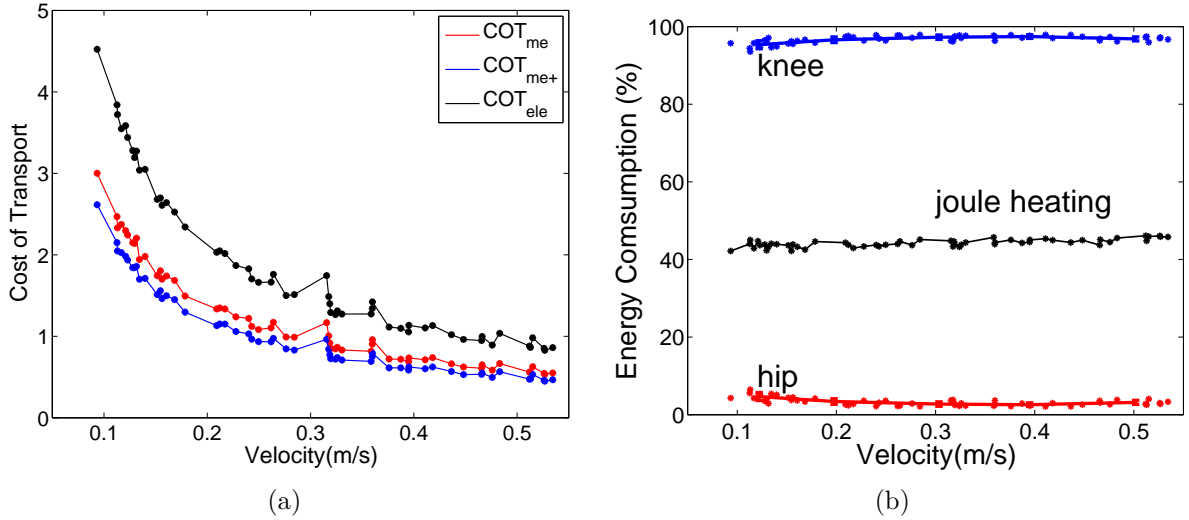 5
4
3
2
1
0
0.1 0.2 0.3 0.4 0.5
Cost of Transport
Velocity(m/s)
COT_me
COT_me+
COT_ele
(a)
100
80
60
40
20
0
0.1 0.2 0.3 0.4 0.5
Energy Comsumption (%)
Velocity(m/s)
knee
joule heating
hip
(b)